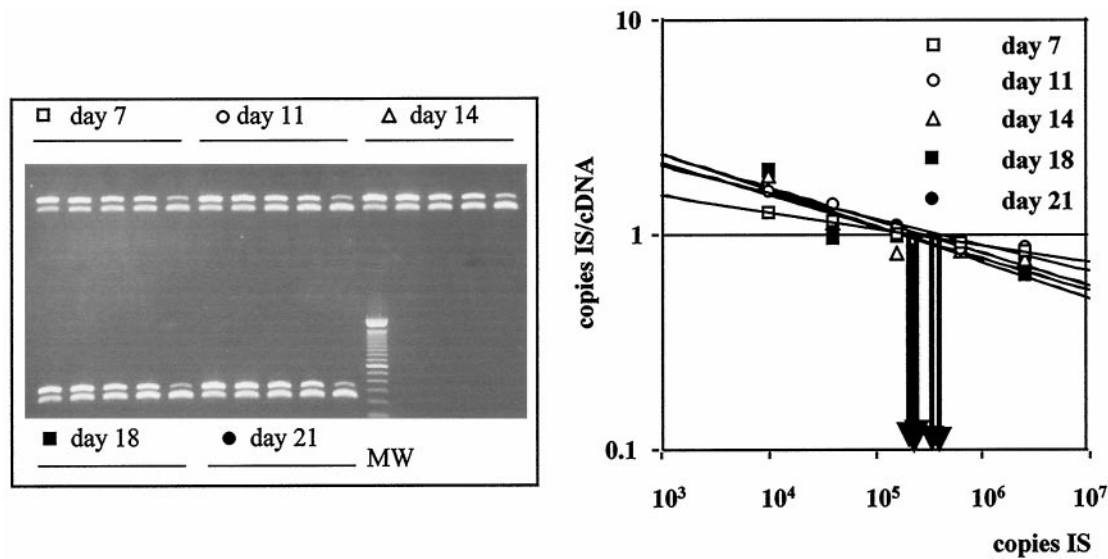 day 7 day 11 day 14
day 18 day 21 MW
10
1
0.1
copies IS/cDNA
day 7
day 11
day 14
day 18
day 21
10³ 10⁴ 10⁵ 10⁶ 10⁷
copies IS